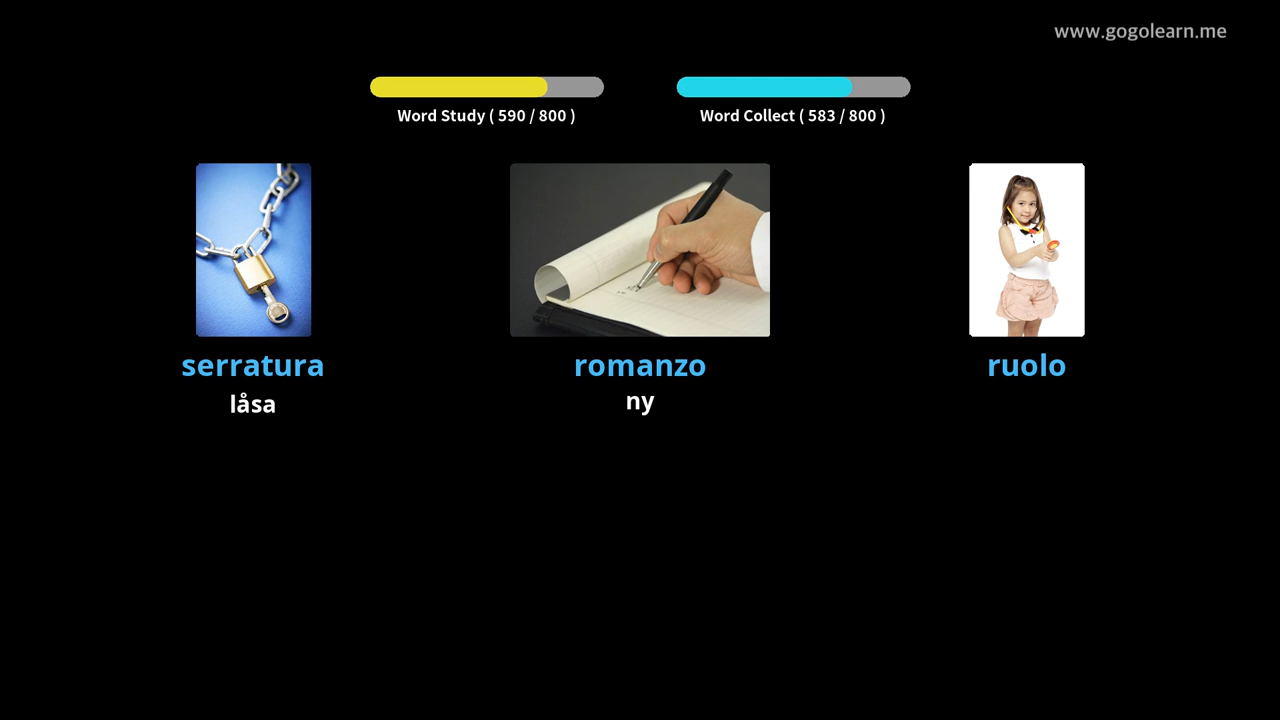 www.gogolearn.me
Word Study ( 590 / 800 )
Word Collect ( 583 / 800 )
serratura
romanzo
ruolo
låsa
ny